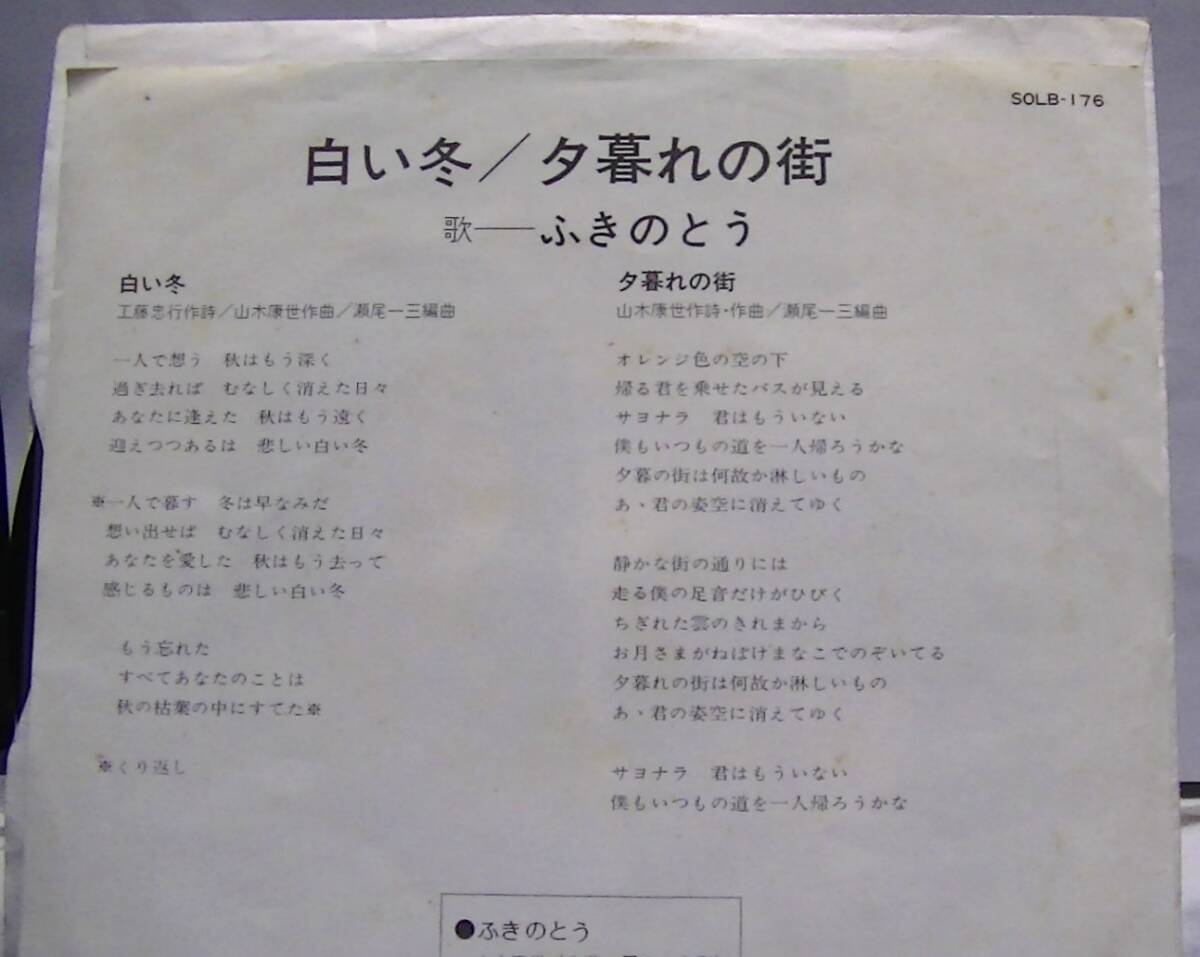 SOLB-176
白い冬／夕暮れの街
歌──ふきのとう
白い冬
工藤忠行作詩／山木康世作曲／瀬尾一三編曲
一人で想う　秋はもう深く
過ぎ去れば　むなしく消えた日々
あなたに逢えた　秋はもう遠く
迎えつつあるは　悲しい白い冬
※一人で暮す　冬は早なみだ
想い出せば　むなしく消えた日々
あなたを愛した　秋はもう去って
感じるものは　悲しい白い冬
もう忘れた
すべてあなたのことは
秋の枯葉の中にすてた※
※くり返し
夕暮れの街
山木康世作詩・作曲／瀬尾一三編曲
オレンジ色の空の下
帰る君を乗せたバスが見える
サヨナラ　君はもういない
僕もいつもの道を一人帰ろうかな
夕暮の街は何故か淋しいもの
あゝ君の姿空に消えてゆく
静かな街の通りには
走る僕の足音だけがひびく
ちぎれた雲のきれまから
お月さまがねぼけまなこでのぞいてる
夕暮れの街は何故か淋しいもの
あゝ君の姿空に消えてゆく
サヨナラ　君はもういない
僕もいつもの道を一人帰ろうかな
●ふきのとう